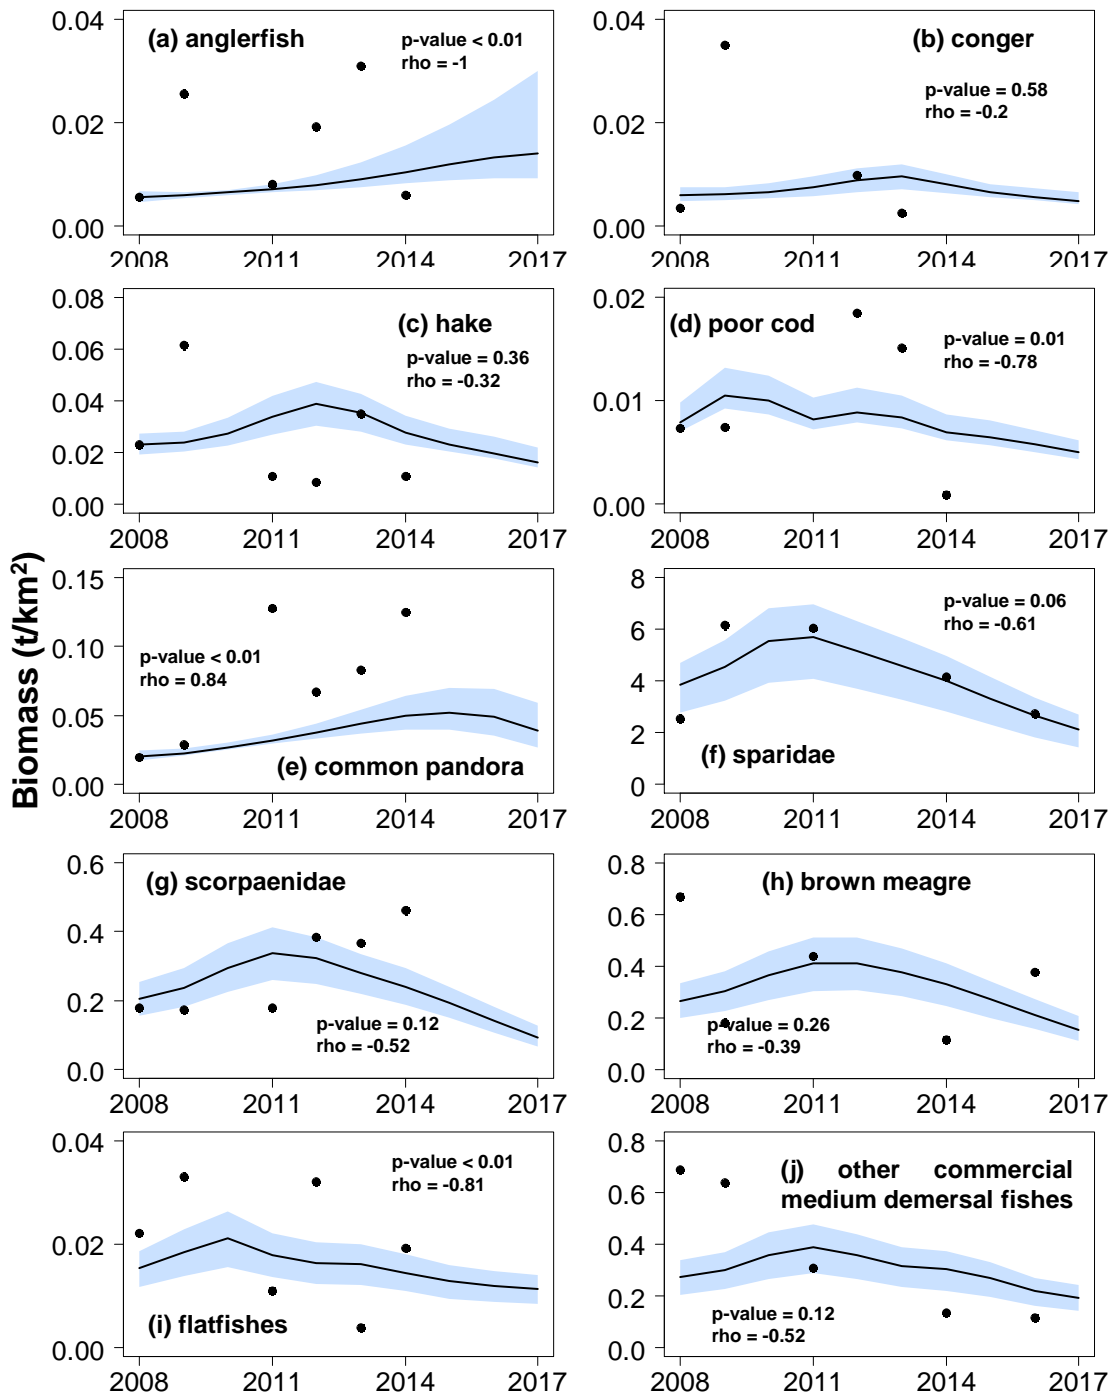 Biomass (t/km²)
0.04
0.02
0.00
(a) anglerfish
p-value < 0.01
rho = -1
2008 2011 2014 2017
0.04
0.02
0.00
(b) conger
p-value = 0.58
rho = -0.2
2008 2011 2014 2017
0.08
0.06
0.04
0.02
0.00
(c) hake
p-value = 0.36
rho = -0.32
2008 2011 2014 2017
0.02
0.01
0.00
(d) poor cod
p-value = 0.01
rho = -0.78
2008 2011 2014 2017
0.15
0.10
0.05
0.00
p-value < 0.01
rho = 0.84
(e) common pandora
2008 2011 2014 2017
8
6
4
2
0
p-value = 0.06
rho = -0.61
(f) sparidae
2008 2011 2014 2017
0.6
0.4
0.2
0.0
(g) scorpaenidae
p-value = 0.12
rho = -0.52
2008 2011 2014 2017
0.8
0.6
0.4
0.2
0.0
(h) brown meagre
p-value = 0.26
rho = -0.39
2008 2011 2014 2017
0.04
0.02
0.00
p-value < 0.01
rho = -0.81
(i) flatfishes
2008 2011 2014 2017
0.8
0.6
0.4
0.2
0.0
(j) other commercial
medium demersal fishes
p-value = 0.12
rho = -0.52
2008 2011 2014 2017